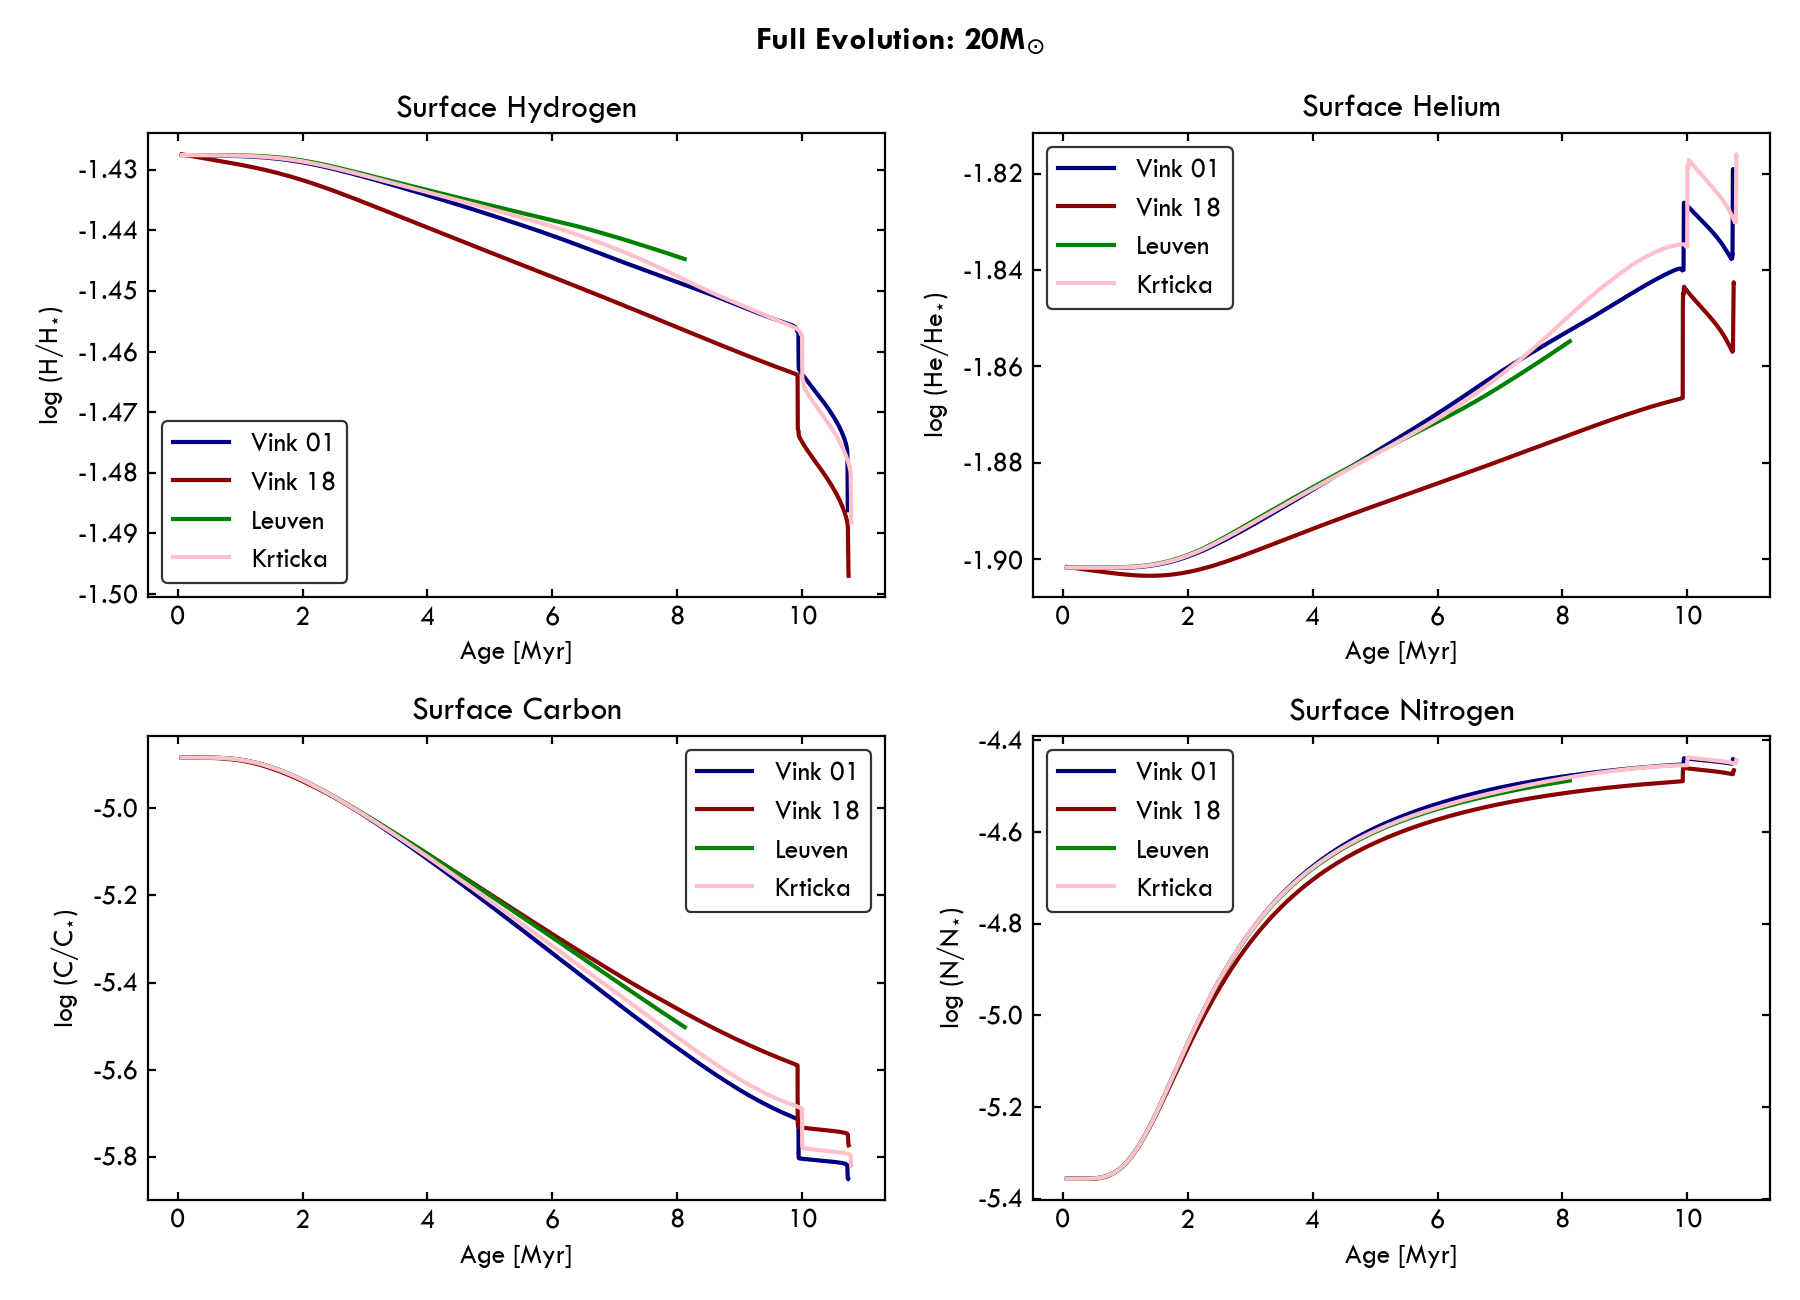 Full Evolution: 20M⊙
Surface Hydrogen
log (H/H⋆)
-1.43
-1.44
-1.45
-1.46
-1.47
-1.48
-1.49
-1.50
Vink 01
Vink 18
Leuven
Krticka
0 2 4 6 8 10
Age [Myr]
Surface Helium
log (He/He⋆)
-1.82
-1.84
-1.86
-1.88
-1.90
Vink 01
Vink 18
Leuven
Krticka
0 2 4 6 8 10
Age [Myr]
Surface Carbon
log (C/C⋆)
-5.0
-5.2
-5.4
-5.6
-5.8
Vink 01
Vink 18
Leuven
Krticka
0 2 4 6 8 10
Age [Myr]
Surface Nitrogen
log (N/N⋆)
-4.4
-4.6
-4.8
-5.0
-5.2
-5.4
Vink 01
Vink 18
Leuven
Krticka
0 2 4 6 8 10
Age [Myr]